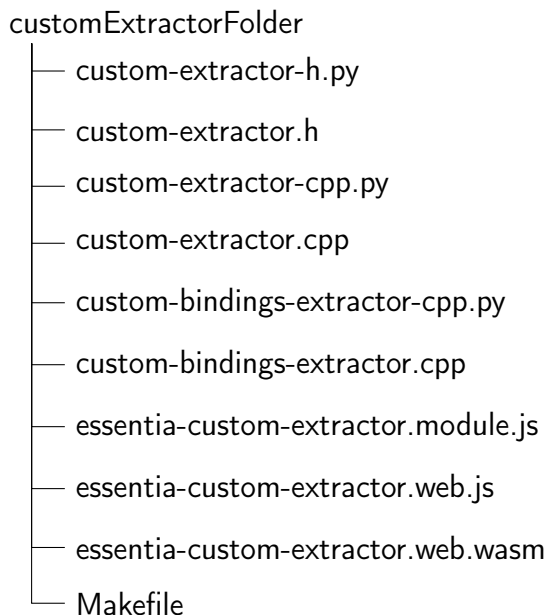 customExtractorFolder
custom-extractor-h.py
custom-extractor.h
custom-extractor-cpp.py
custom-extractor.cpp
custom-bindings-extractor-cpp.py
custom-bindings-extractor.cpp
essentia-custom-extractor.module.js
essentia-custom-extractor.web.js
essentia-custom-extractor.web.wasm
Makefile